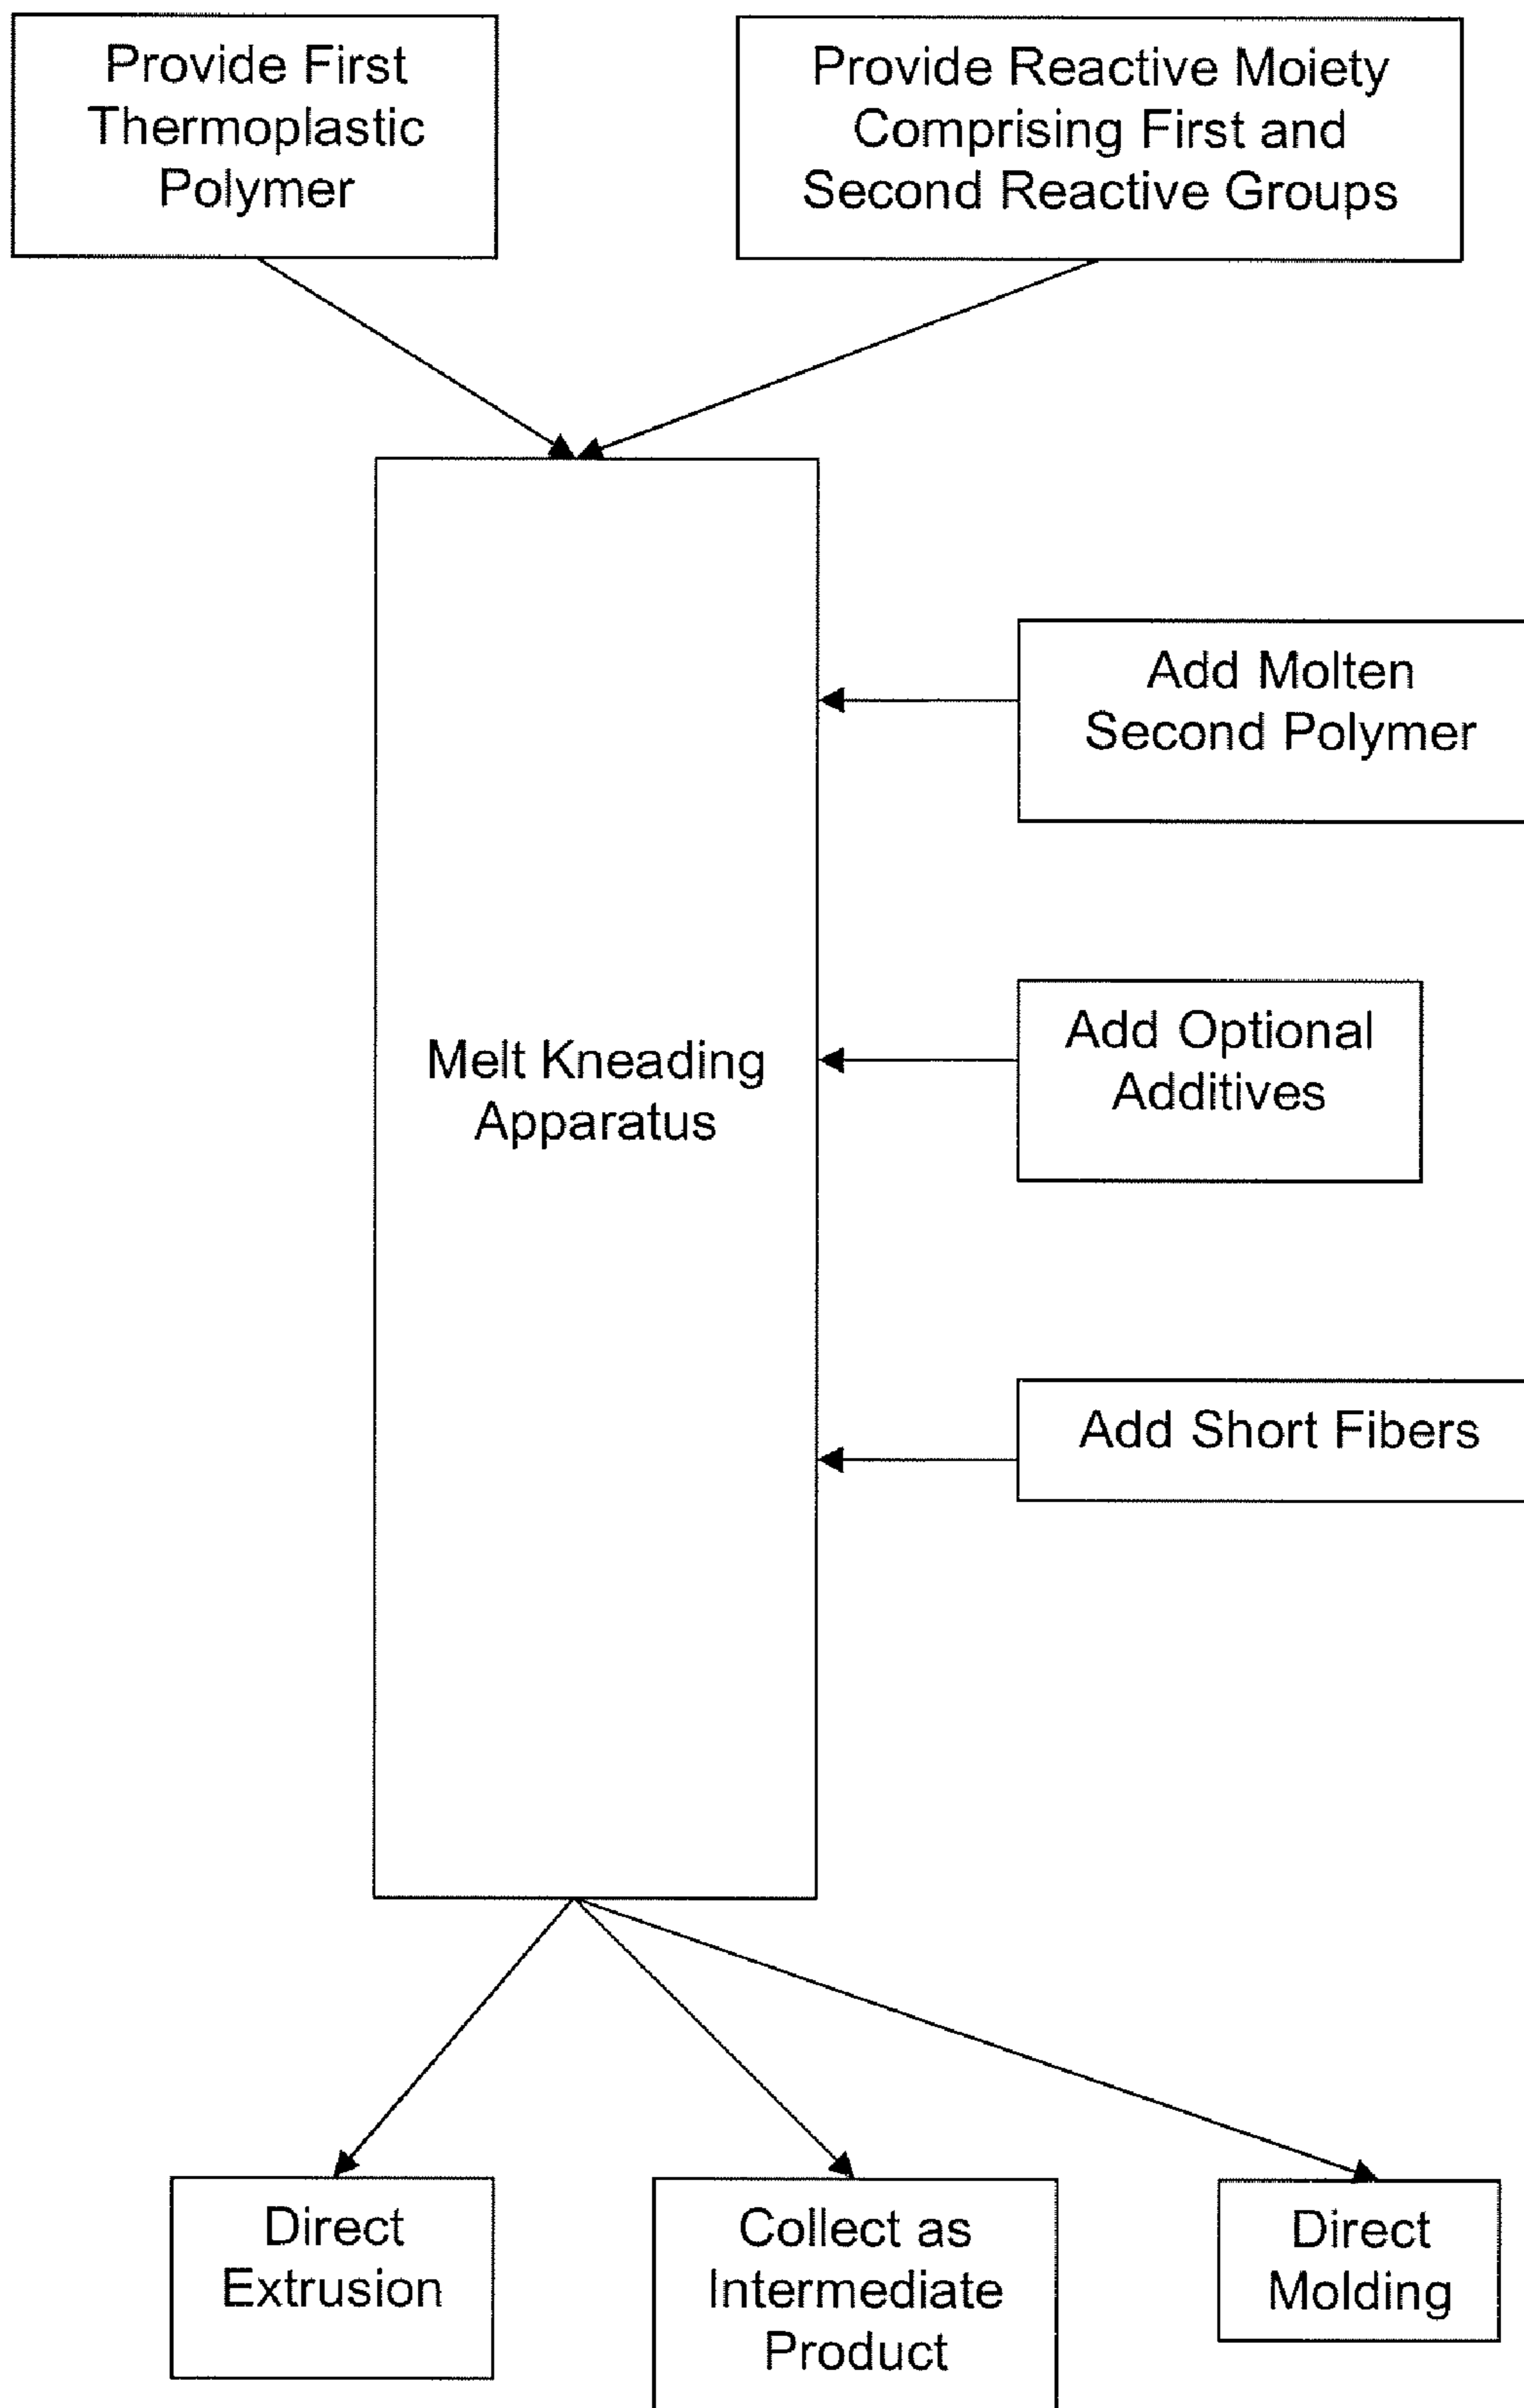 Provide First
Thermoplastic
Polymer
Provide Reactive Moiety
Comprising First and
Second Reactive Groups
Add Molten
Second Polymer
Melt Kneading
Apparatus
Add Optional
Additives
Add Short Fibers
Direct
Extrusion
Collect as
Intermediate
Product
Direct
Molding